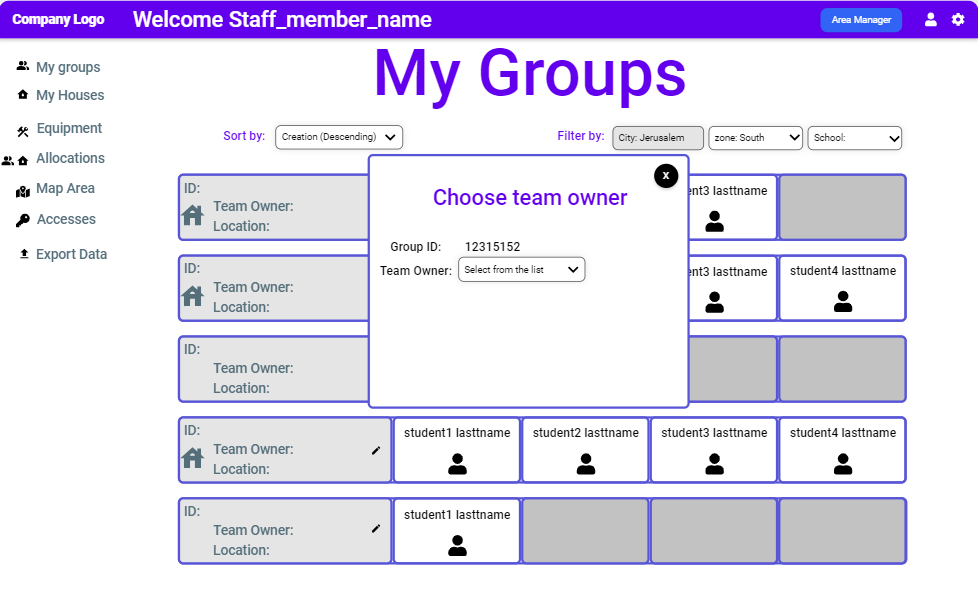 Company Logo Welcome Staff_member_name Area Manager
My groups
My Houses
Equipment
Allocations
Map Area
Accesses
Export Data
My Groups
Sort by: Creation (Descending) Filter by: City: Jerusalem zone: South School:
x
Choose team owner
Group ID: 12315152
Team Owner: Select from the list
ID:
Team Owner:
Location:
ent3 lasttname
ID:
Team Owner:
Location:
ent3 lasttname student4 lasttname
ID:
Team Owner:
Location:
ID:
Team Owner:
Location:
student1 lasttname student2 lasttname student3 lasttname student4 lasttname
ID:
Team Owner:
Location:
student1 lasttname